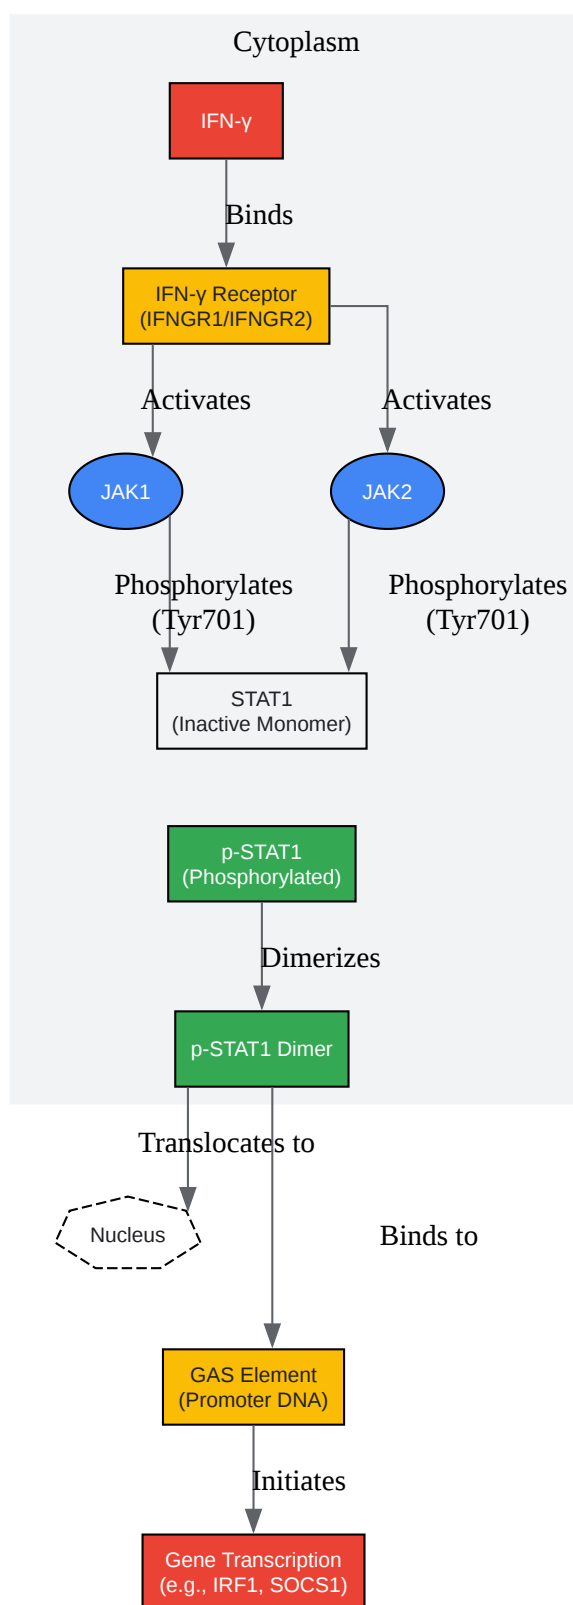 Cytoplasm
IFN-γ
Binds
IFN-γ Receptor
(IFNGR1/IFNGR2)
Activates
Activates
JAK1
JAK2
Phosphorylates
(Tyr701)
Phosphorylates
(Tyr701)
STAT1
(Inactive Monomer)
p-STAT1
(Phosphorylated)
Dimerizes
p-STAT1 Dimer
Translocates to
Nucleus
Binds to
GAS Element
(Promoter DNA)
Initiates
Gene Transcription
(e.g., IRF1, SOCS1)